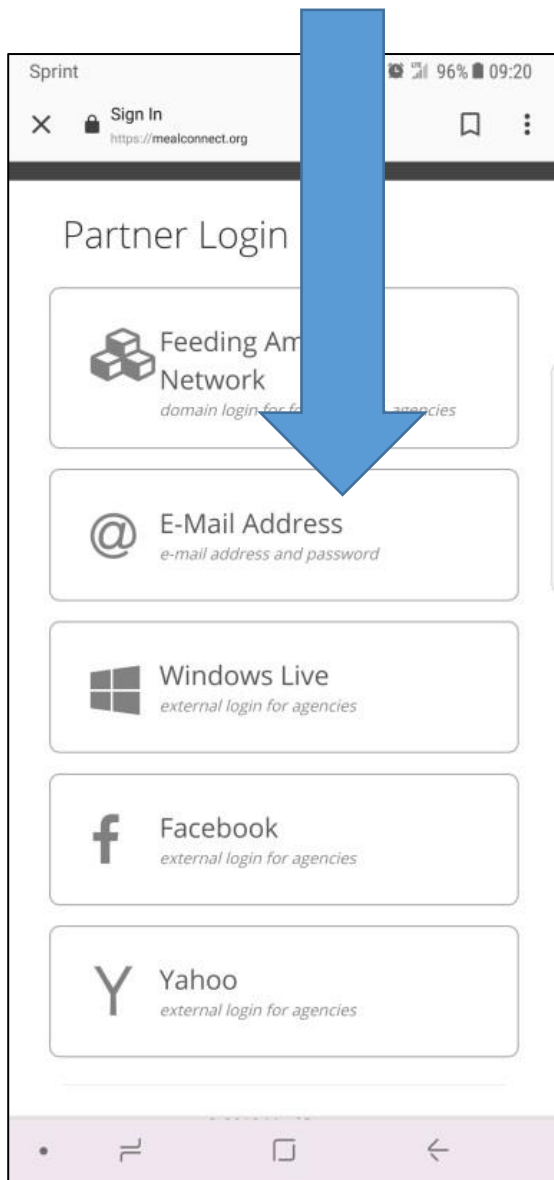 Sprint 96% 09:20
Sign In
https://mealconnect.org
Partner Login
Feeding Am
Network
domain login for fo agencies
@ E-Mail Address
e-mail address and password
Windows Live
external login for agencies
f Facebook
external login for agencies
Y Yahoo
external login for agencies